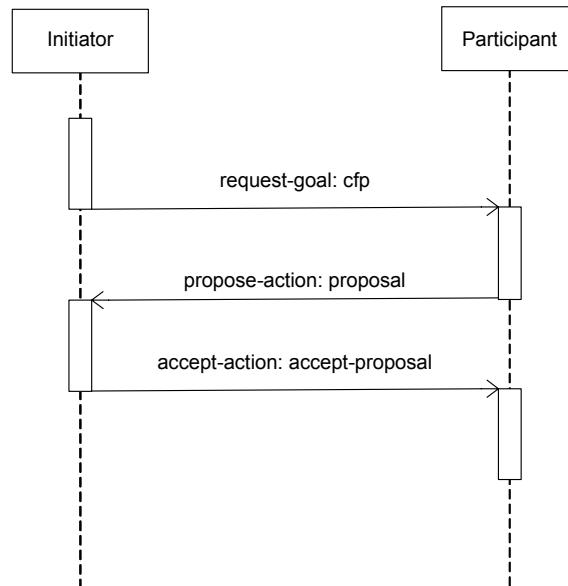 Initiator
Participant
request-goal: cfp
propose-action: proposal
accept-action: accept-proposal